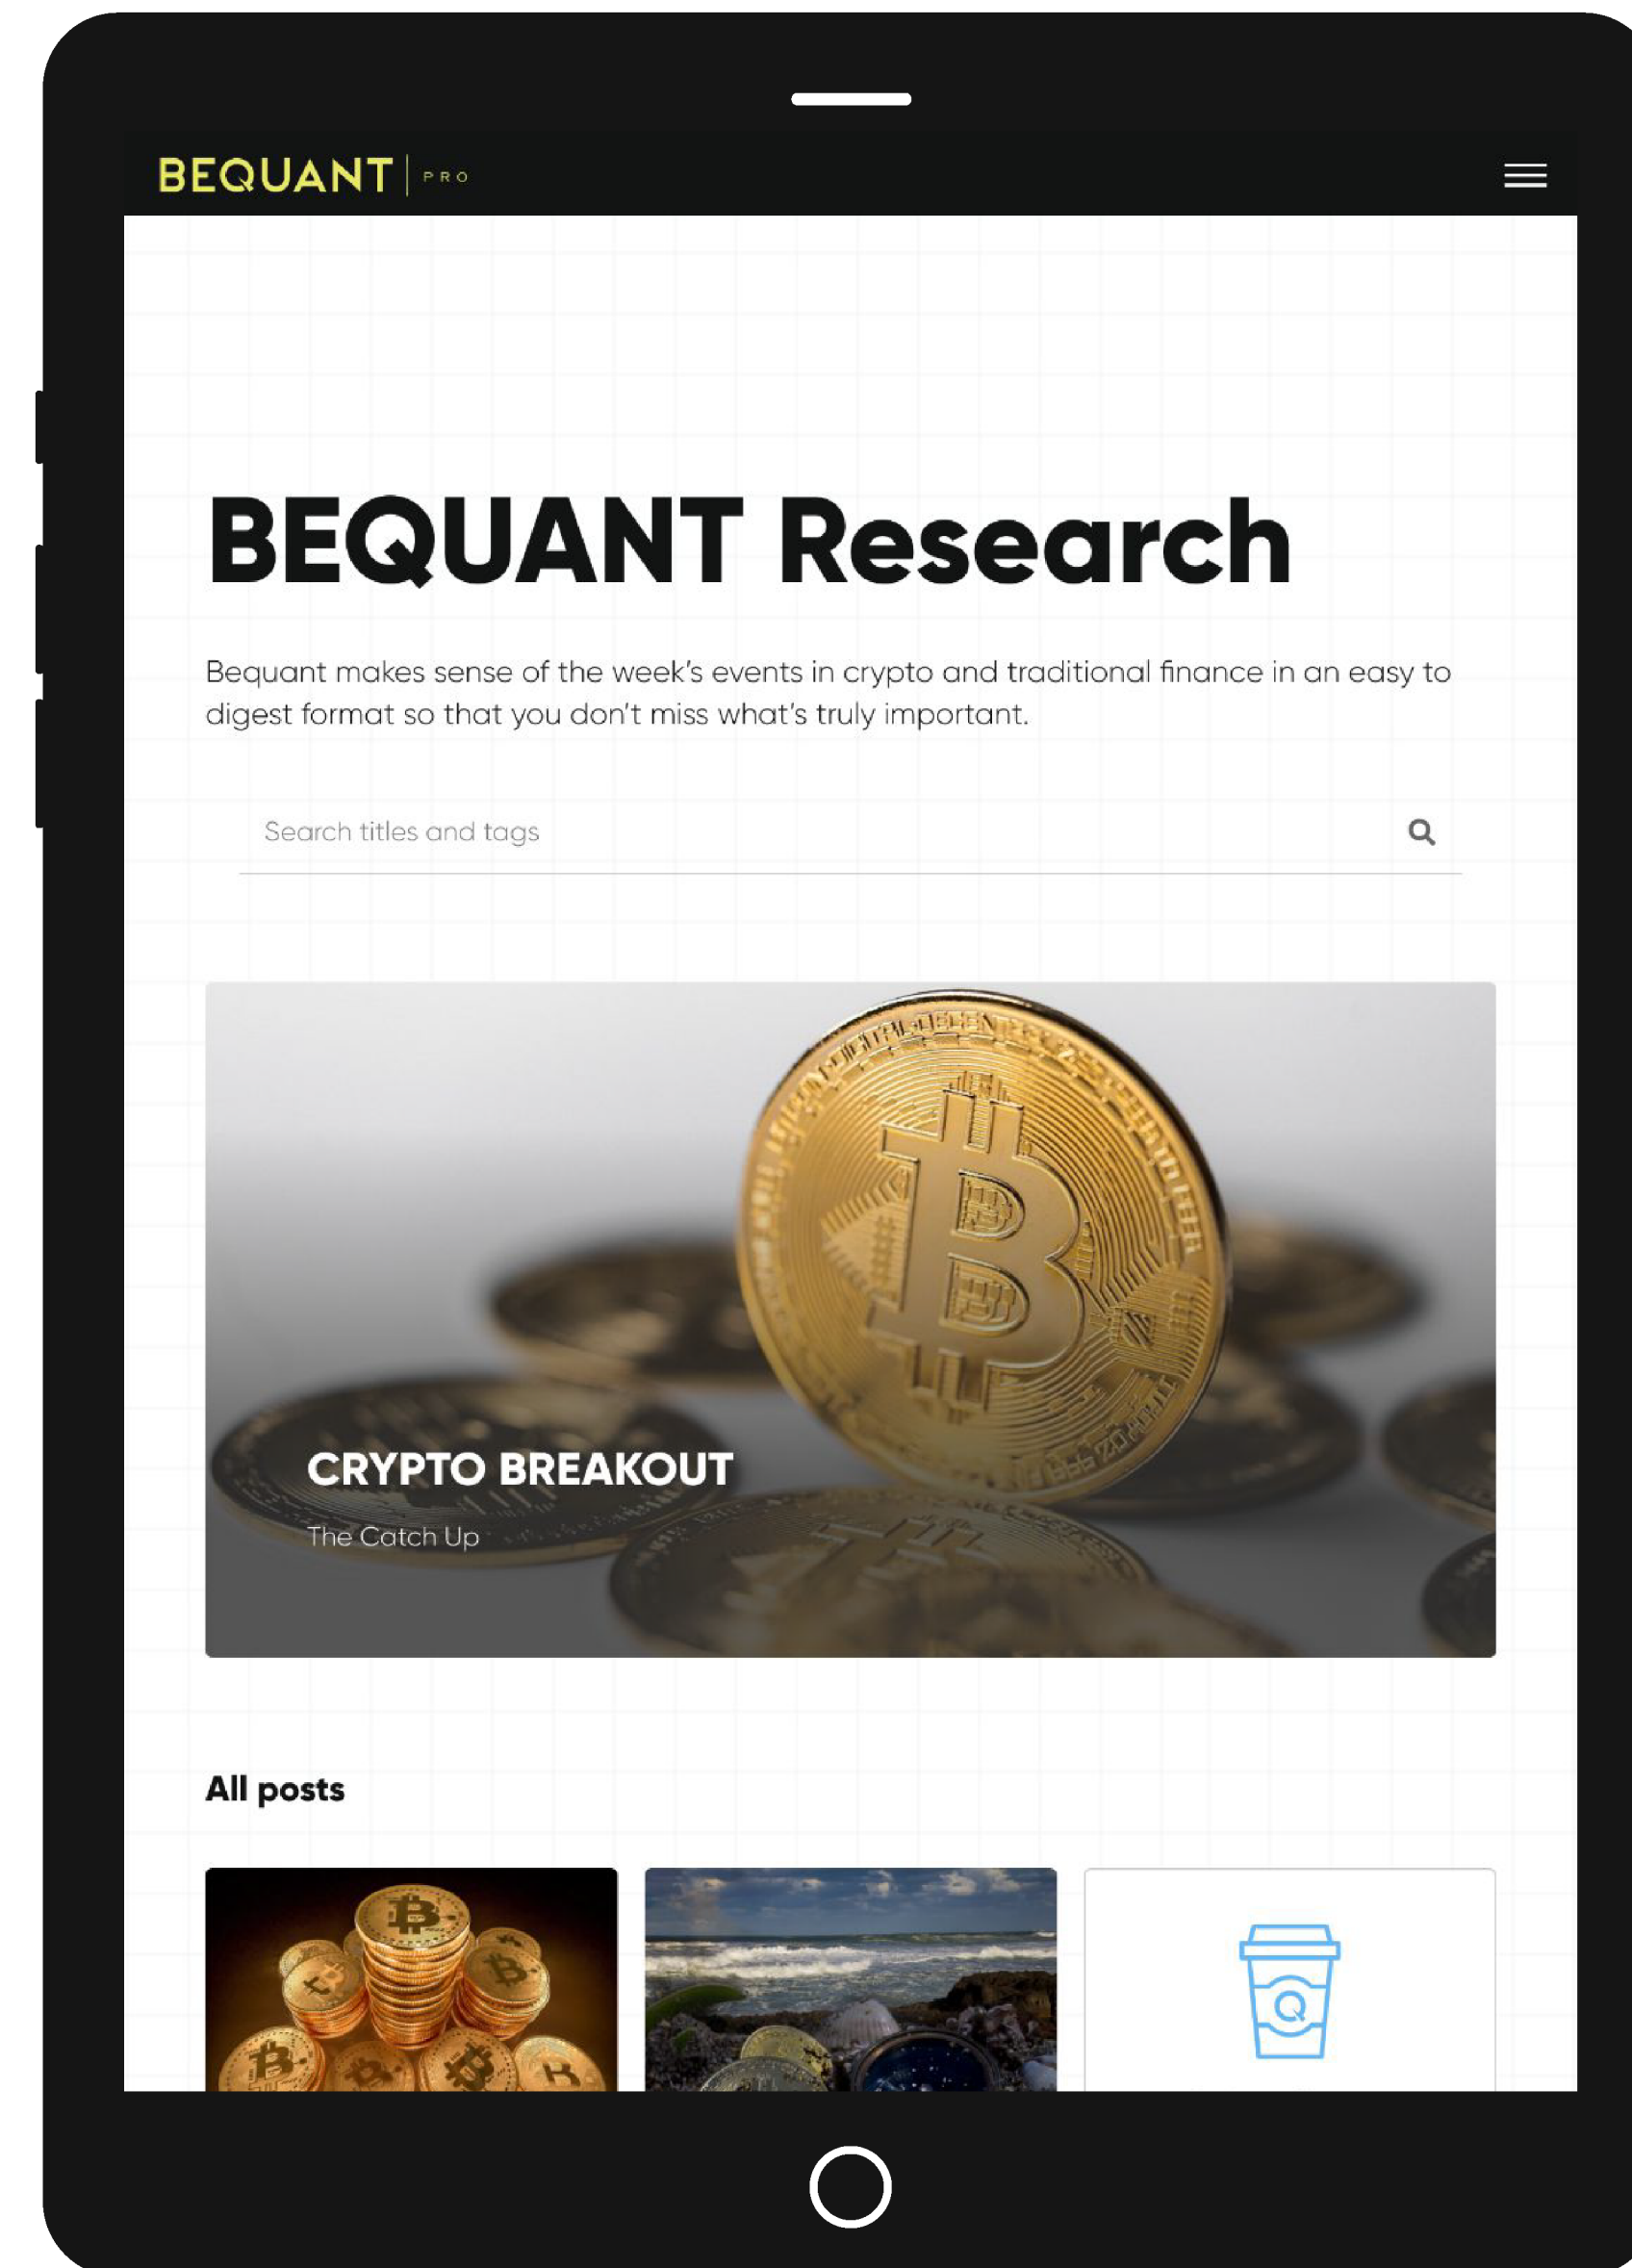 BEQUANT PRO
BEQUANT Research
Bequant makes sense of the week's events in crypto and traditional finance in an easy to
digest format so that you don't miss what's truly important.
Search titles and tags
CRYPTO BREAKOUT
The Catch Up
All posts
Q